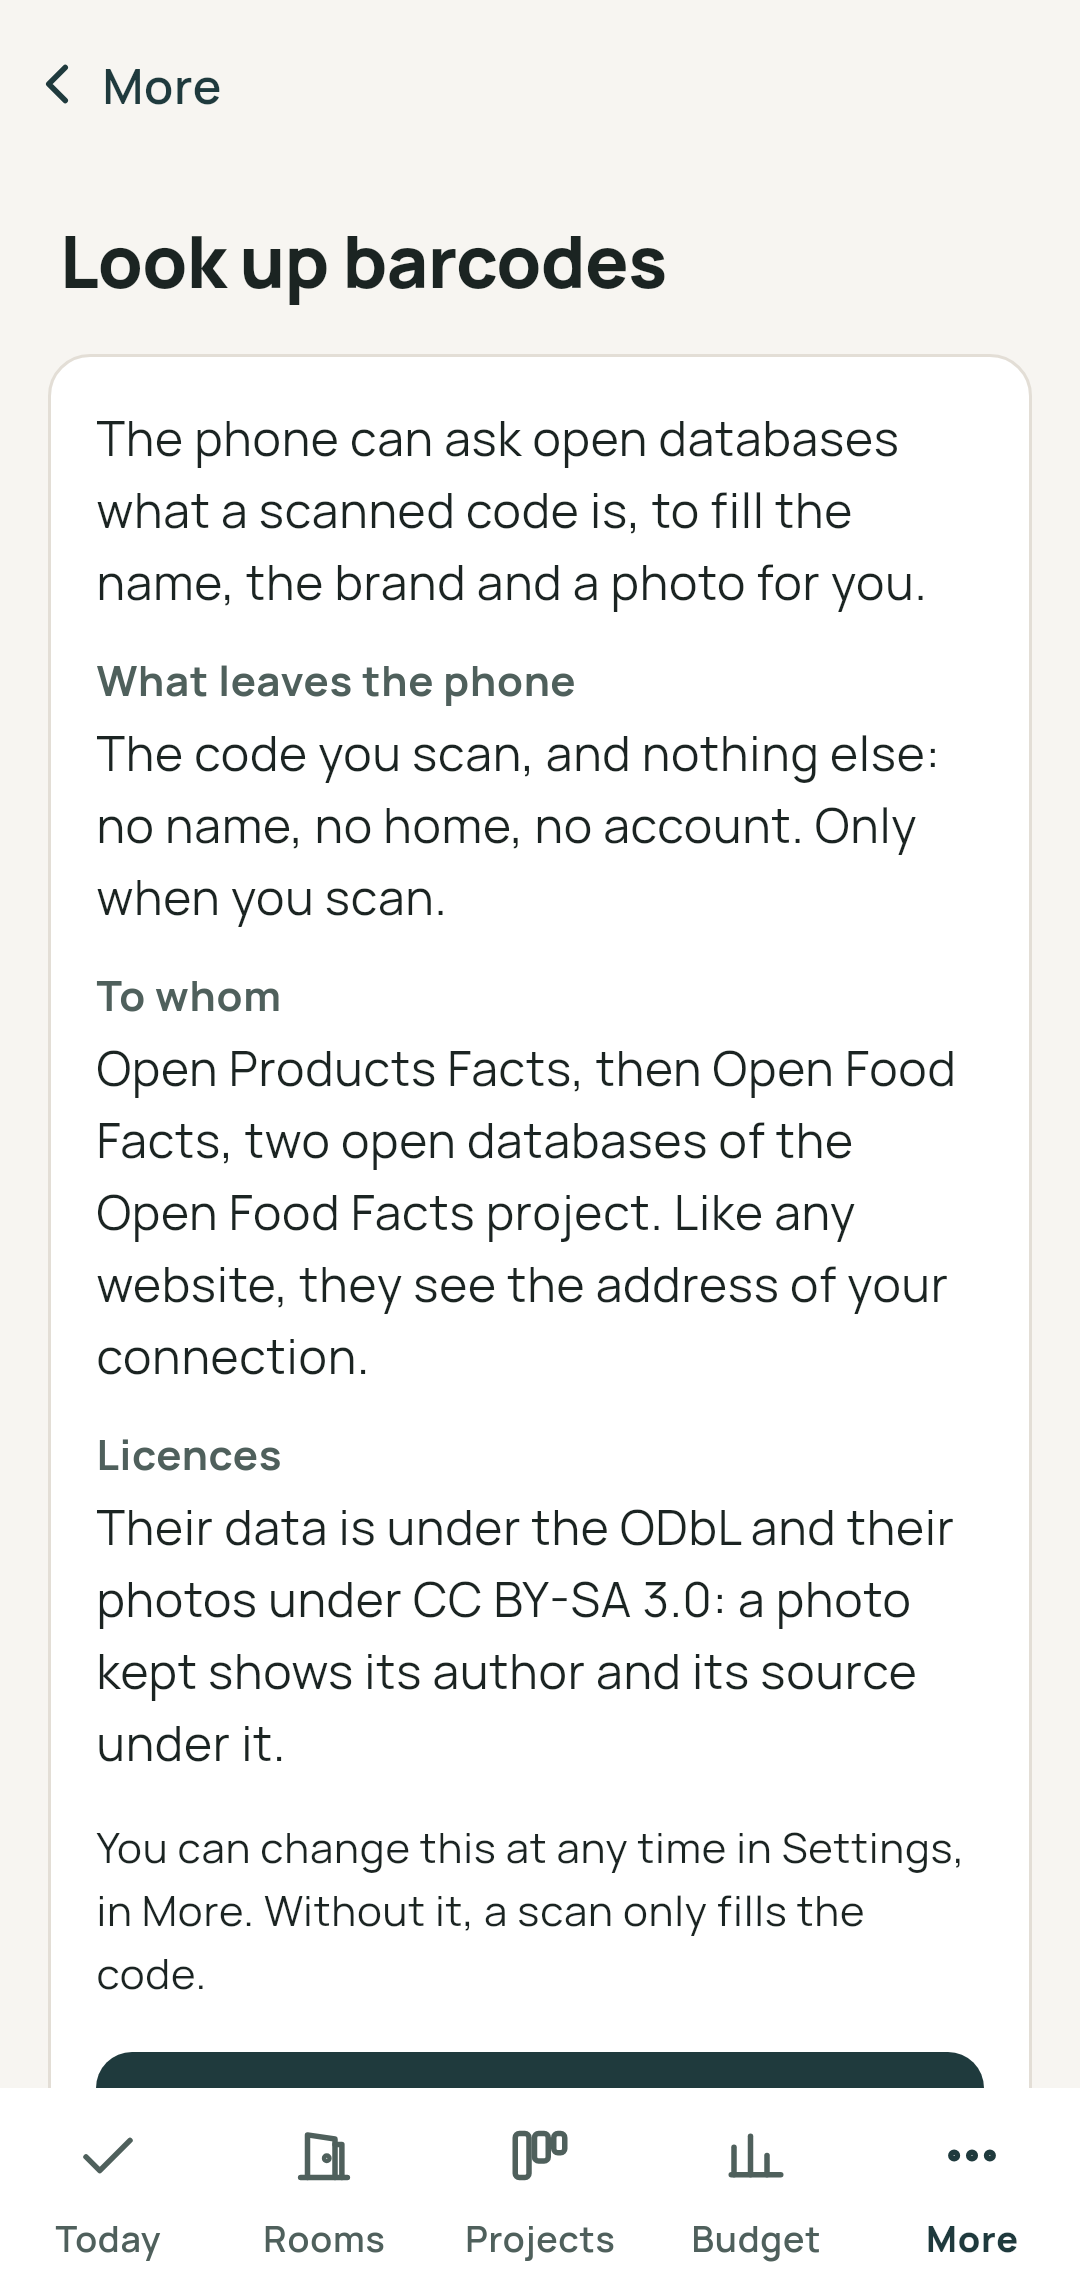 More
Look up barcodes
The phone can ask open databases
what a scanned code is, to fill the
name, the brand and a photo for you.
What leaves the phone
The code you scan, and nothing else:
no name, no home, no account. Only
when you scan.
To whom
Open Products Facts, then Open Food
Facts, two open databases of the
Open Food Facts project. Like any
website, they see the address of your
connection.
Licences
Their data is under the ODbL and their
photos under CC BY-SA 3.0: a photo
kept shows its author and its source
under it.
You can change this at any time in Settings,
in More. Without it, a scan only fills the
code.
Today Rooms Projects Budget More